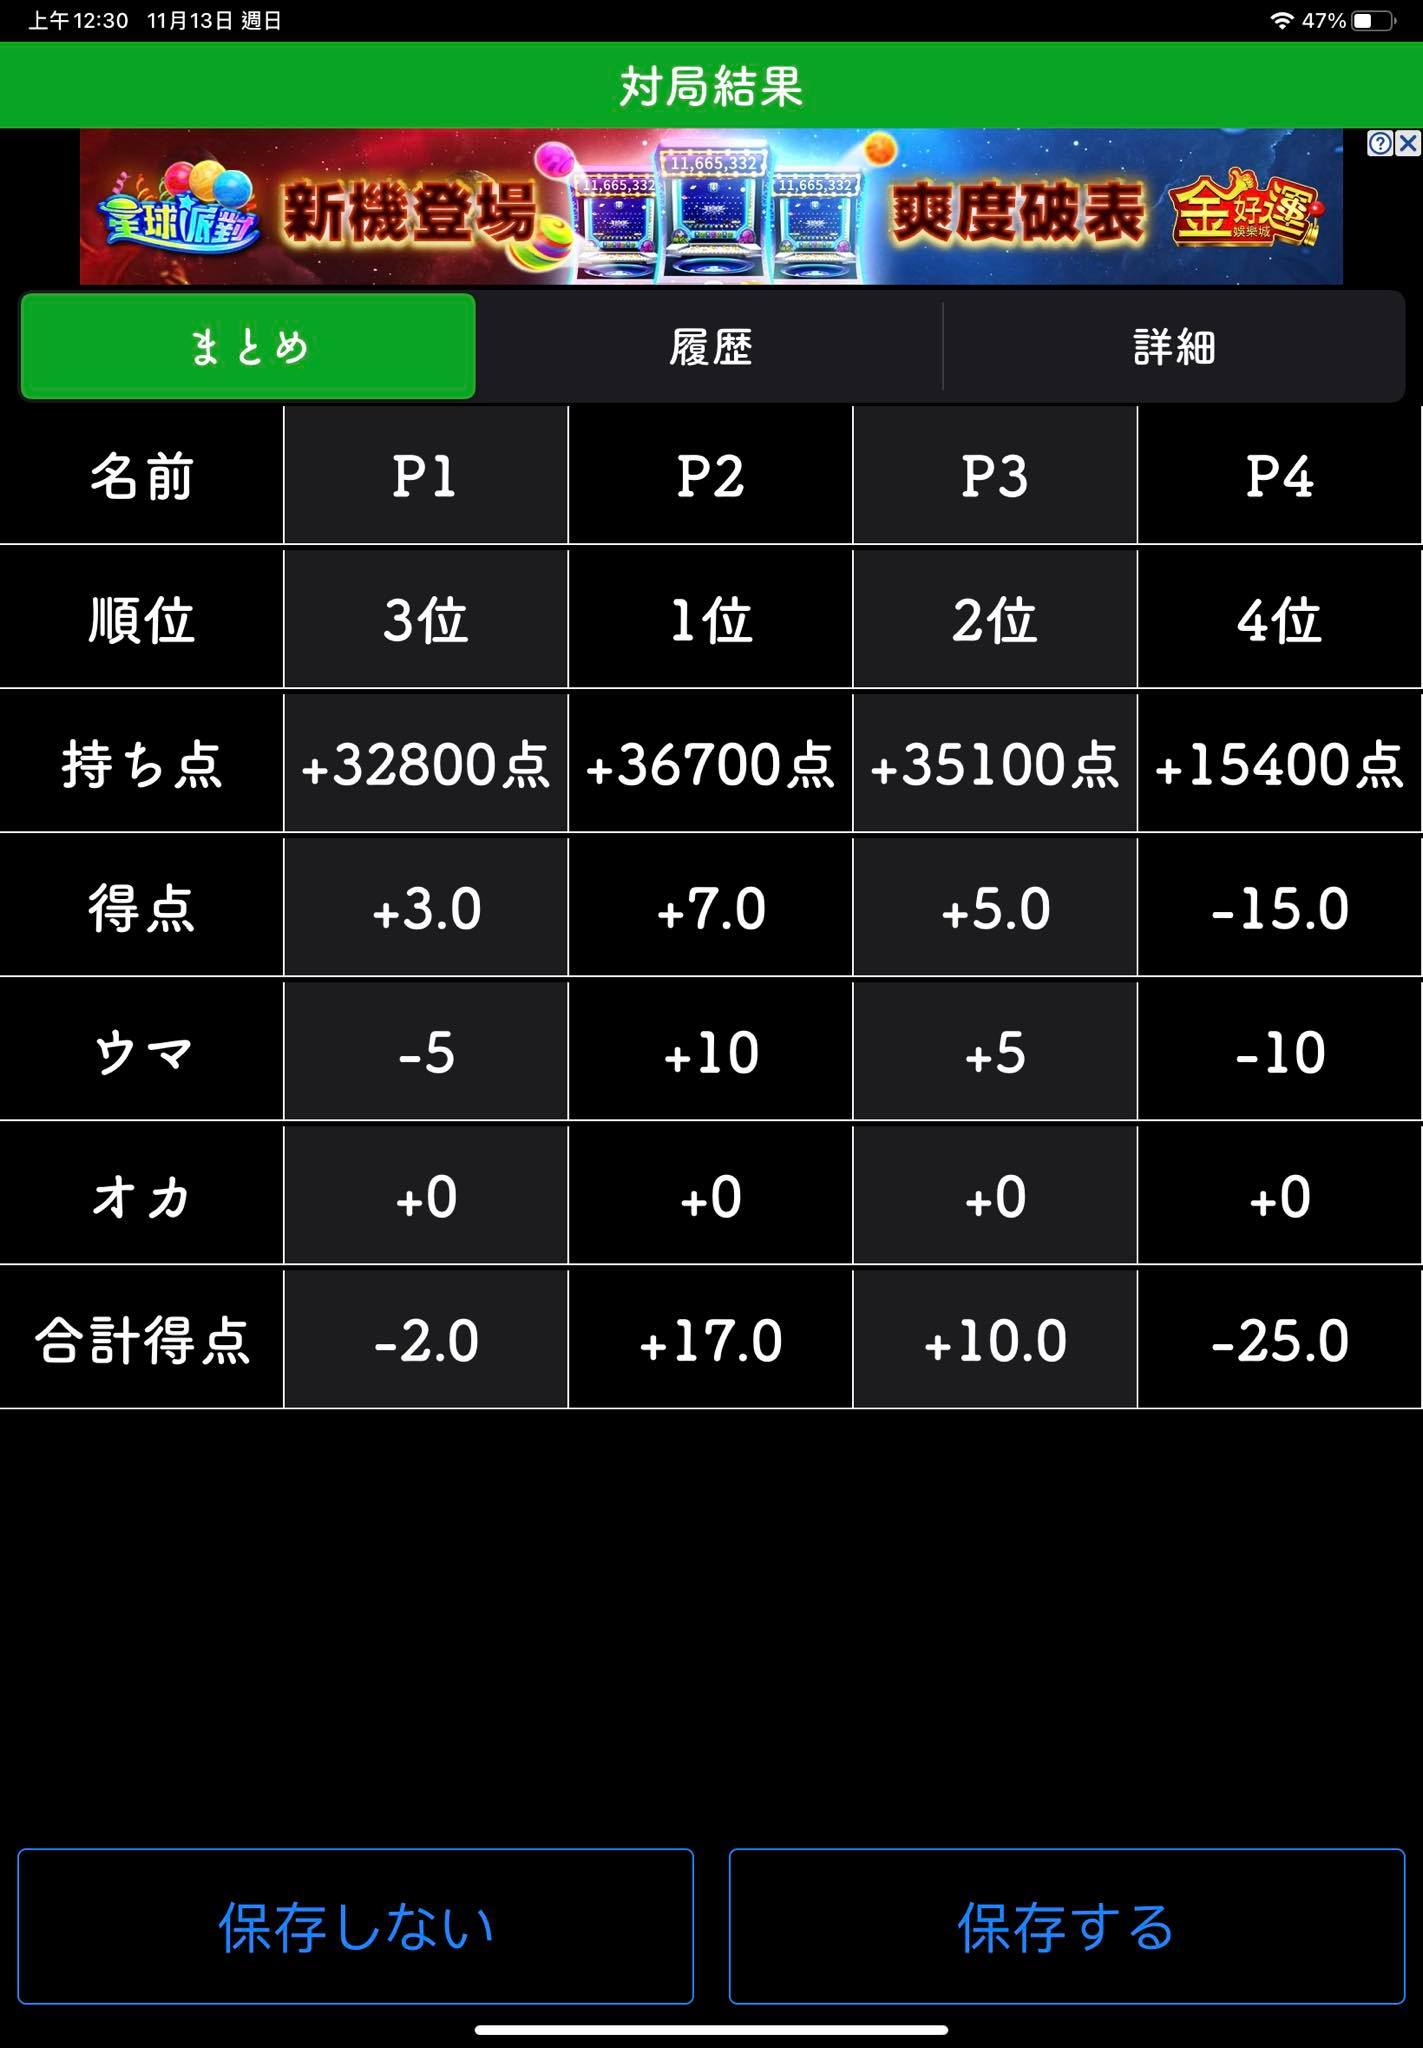 上午12:30 11月13日 週日
47%
対局結果
星球派對 新機登場 11,665,332 11,665,332 11,665,332 爽度破表 金好運 娛樂城
まとめ 履歴 詳細
名前 P1 P2 P3 P4
順位 3位 1位 2位 4位
持ち点 +32800点 +36700点 +35100点 +15400点
得点 +3.0 +7.0 +5.0 -15.0
ウマ -5 +10 +5 -10
オカ +0 +0 +0 +0
合計得点 -2.0 +17.0 +10.0 -25.0
保存しない 保存する